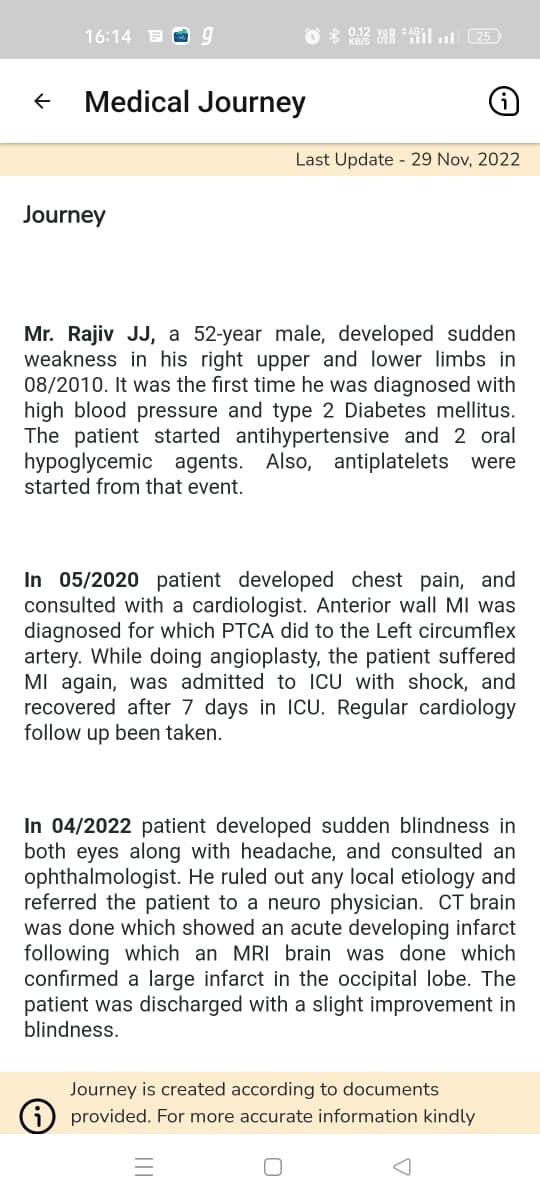 16:14
0.12 KB/S
4G
25
Medical Journey
Last Update - 29 Nov, 2022
Journey
Mr. Rajiv JJ, a 52-year male, developed sudden
weakness in his right upper and lower limbs in
08/2010. It was the first time he was diagnosed with
high blood pressure and type 2 Diabetes mellitus.
The patient started antihypertensive and 2 oral
hypoglycemic agents. Also, antiplatelets were
started from that event.
In 05/2020 patient developed chest pain, and
consulted with a cardiologist. Anterior wall MI was
diagnosed for which PTCA did to the Left circumflex
artery. While doing angioplasty, the patient suffered
MI again, was admitted to ICU with shock, and
recovered after 7 days in ICU. Regular cardiology
follow up been taken.
In 04/2022 patient developed sudden blindness in
both eyes along with headache, and consulted an
ophthalmologist. He ruled out any local etiology and
referred the patient to a neuro physician. CT brain
was done which showed an acute developing infarct
following which an MRI brain was done which
confirmed a large infarct in the occipital lobe. The
patient was discharged with a slight improvement in
blindness.
Journey is created according to documents
provided. For more accurate information kindly